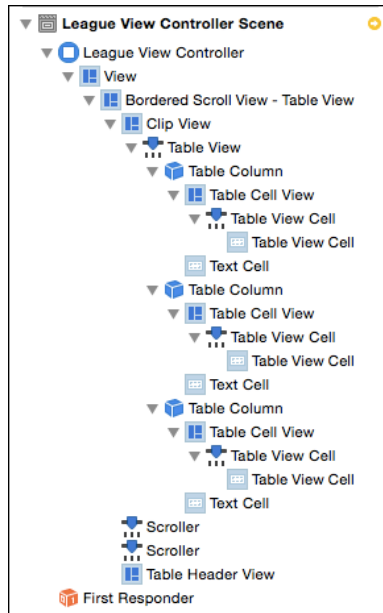 League View Controller Scene
League View Controller
View
Bordered Scroll View - Table View
Clip View
Table View
Table Column
Table Cell View
Table View Cell
Table View Cell
Text Cell
Table Column
Table Cell View
Table View Cell
Table View Cell
Text Cell
Table Column
Table Cell View
Table View Cell
Table View Cell
Text Cell
Scroller
Scroller
Table Header View
First Responder